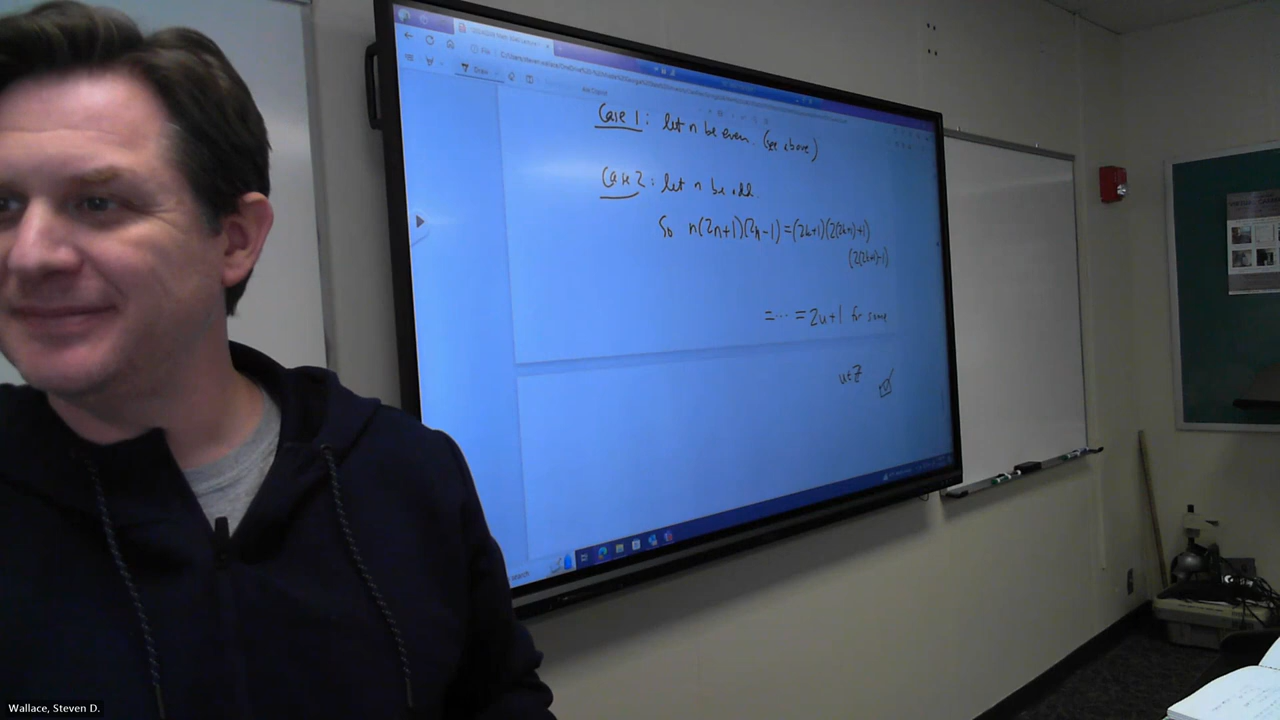 Draw
Case 1: let n be even. (see above)
Case 2: let n be odd.
So n(2n+1)(2n-1)=(2k+1)(2(2k+1)+1)
(2(2k+1)-1)
=⋯=2u+1 for some
u∈Z
Wallace, Steven D.